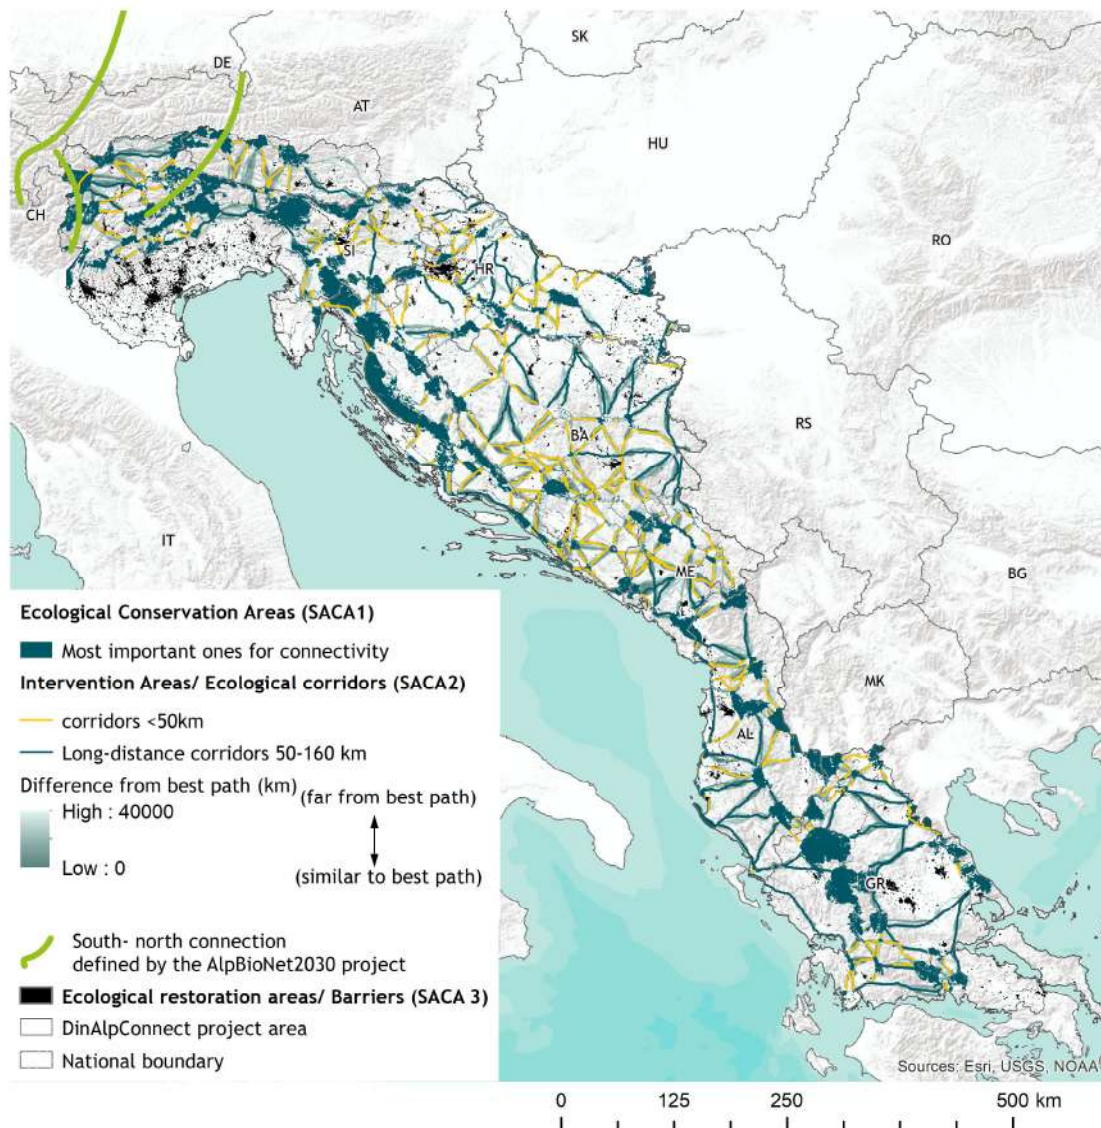 SK
DE
AT
HU
CH
RO
SI
HR
RS
BA
IT
ME
BG
MK
AL
GR
Ecological Conservation Areas (SACA1)
Most important ones for connectivity
Intervention Areas/ Ecological corridors (SACA2)
corridors <50km
Long-distance corridors 50-160 km
Difference from best path (km)
High : 40000
(far from best path)
Low : 0
(similar to best path)
South- north connection
defined by the AlpBioNet2030 project
Ecological restoration areas/ Barriers (SACA 3)
DinAlpConnect project area
National boundary
Sources: Esri, USGS, NOAA
0 125 250 500 km